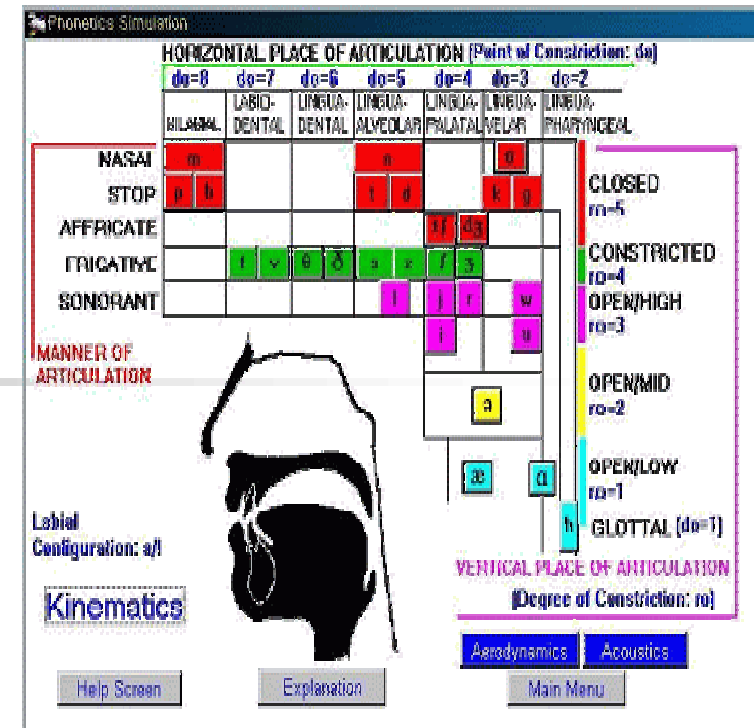 Phonetics Simulation
HORIZONTAL PLACE OF ARTICULATION (Point of Constriction: do)
do=8 do=7 do=6 do=5 do=4 do=3 do=2
BILABIAL LABIO-DENTAL LINGUA-DENTAL LINGUA-ALVEOLAR LINGUA-PALATAL LINGUA-VELAR LINGUA-PHARYNGEAL
NASAL m n ŋ
STOP p b t d k g
CLOSED
ro=5
AFFRICATE tʃ dʒ
FRICATIVE f v θ ð s z ʃ ʒ
CONSTRICTED
ro=4
SONORANT l j r w
OPEN/HIGH
ro=3
i u
MANNER OF
ARTICULATION
OPEN/MID
ro=2
ə
OPEN/LOW
ro=1
æ ɑ
h GLOTTAL (do=1)
Labial
Configuration: a/l
VERTICAL PLACE OF ARTICULATION
(Degree of Constriction: ro)
Kinematics
Aerodynamics Acoustics
Help Screen Explanation Main Menu